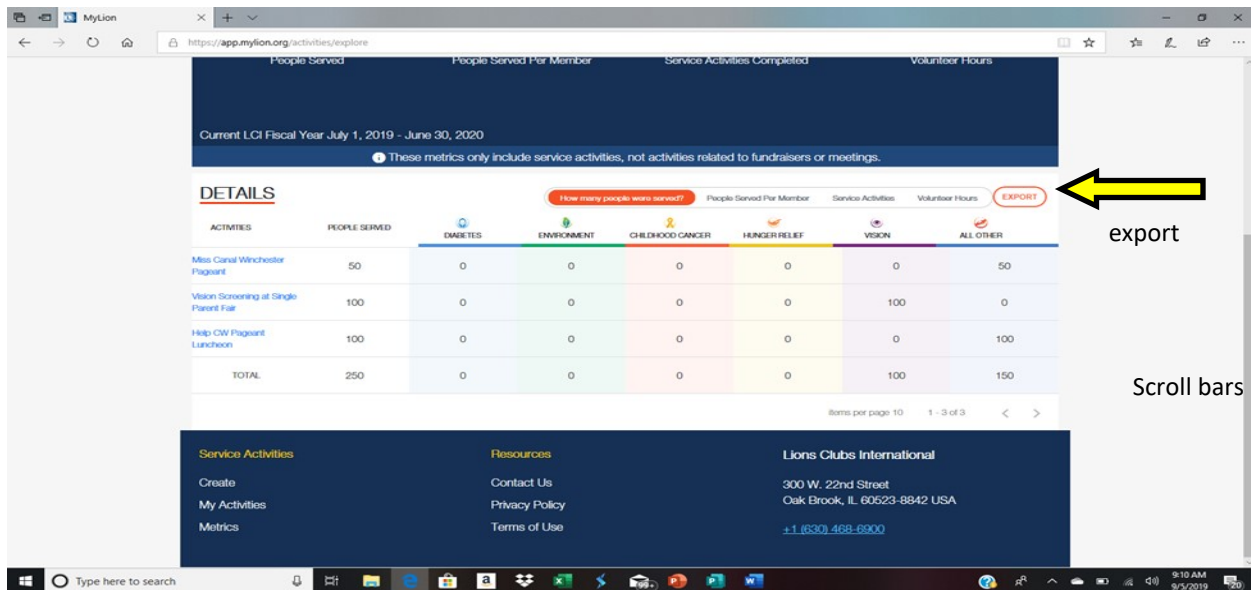 MyLion
https://app.mylion.org/activities/explore
People Served People Served Per Member Service Activities Completed Volunteer Hours
Current LCI Fiscal Year July 1, 2019 - June 30, 2020
These metrics only include service activities, not activities related to fundraisers or meetings.
DETAILS
How many people were served? People Served Per Member Service Activities Volunteer Hours EXPORT
export
ACTIVITIES PEOPLE SERVED DIABETES ENVIRONMENT CHILDHOOD CANCER HUNGER RELIEF VISION ALL OTHER
Miss Canal Winchester
Pageant 50 0 0 0 0 0 50
Vision Screening at Single
Parent Fair 100 0 0 0 0 100 0
Help CW Pageant
Luncheon 100 0 0 0 0 0 100
TOTAL 250 0 0 0 0 100 150
Scroll bars
items per page 10 1 - 3 of 3
Service Activities Resources Lions Clubs International
Create Contact Us 300 W. 22nd Street
My Activities Privacy Policy Oak Brook, IL 60523-8842 USA
Metrics Terms of Use +1 (630) 468-6900
Type here to search
9:10 AM
9/5/2019